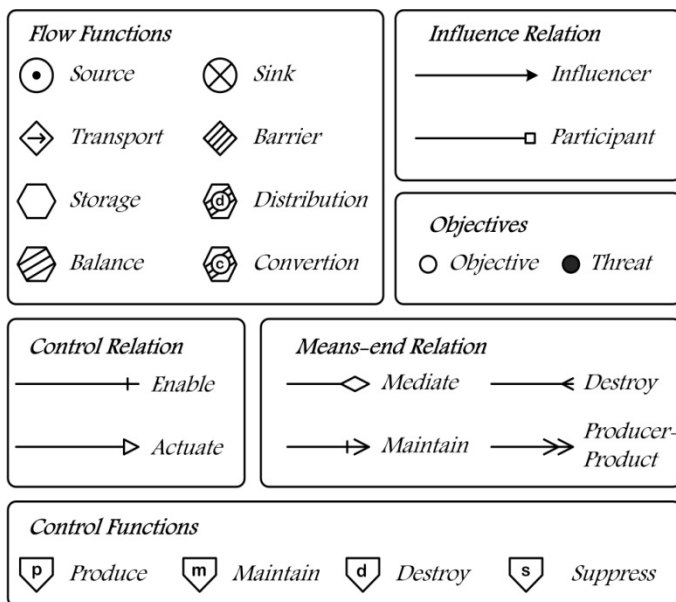 Flow Functions
Source
Sink
Transport
Barrier
Storage
d
Distribution
Balance
c
Convertion
Influence Relation
Influencer
Participant
Objectives
Objective
Threat
Control Relation
Enable
Actuate
Means-end Relation
Mediate
Destroy
Maintain
Producer-
Product
Control Functions
p
Produce
m
Maintain
d
Destroy
s
Suppress